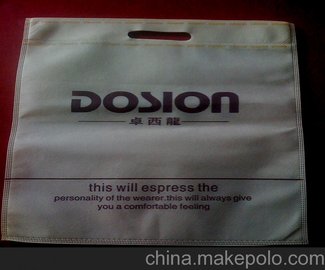 DOSION
卓西龍
this will espress the
personality of the wearer.this will always give
you a comfortable feeling
china.makepolo.com